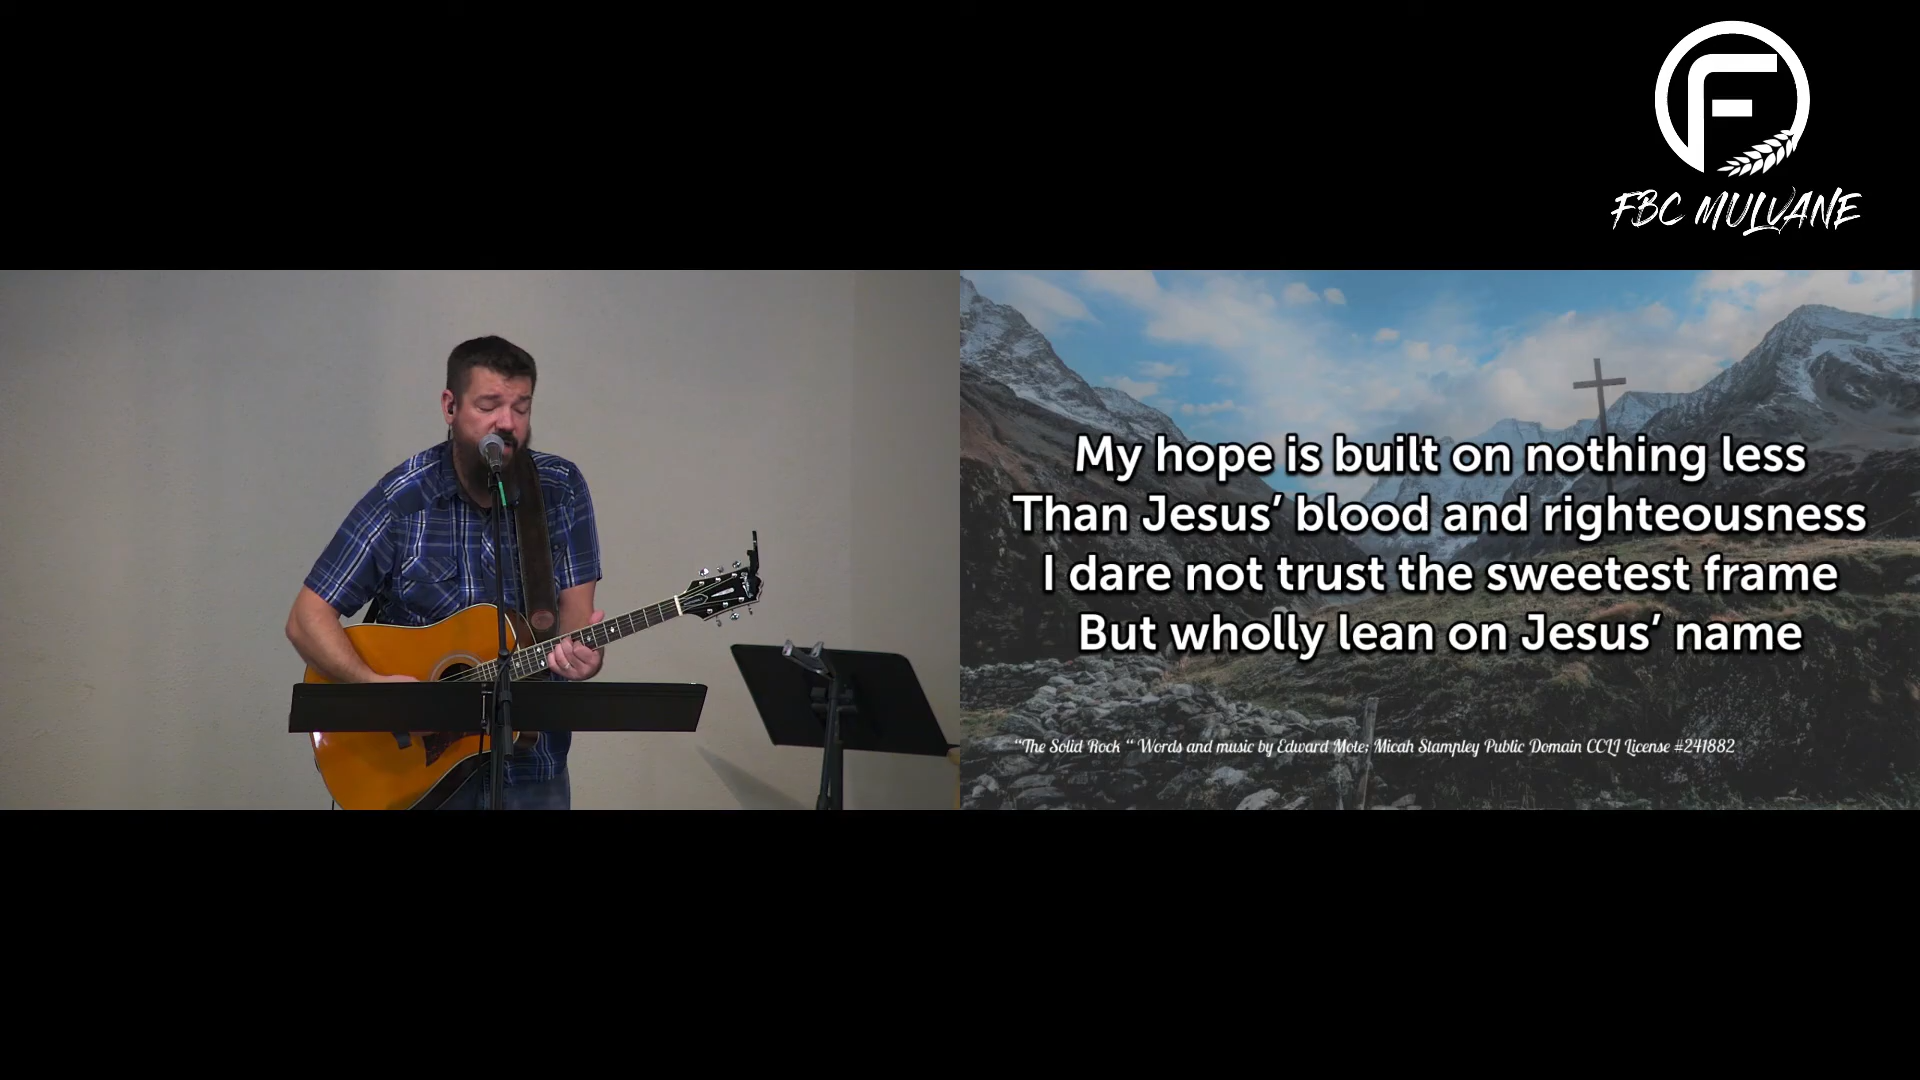 FBC MULVANE
My hope is built on nothing less
Than Jesus’ blood and righteousness
I dare not trust the sweetest frame
But wholly lean on Jesus’ name
“The Solid Rock “ Words and music by Edward Mote; Micah Stampley Public Domain CCLI License #241882